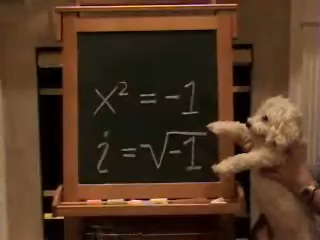 x² = -1
i = √-1